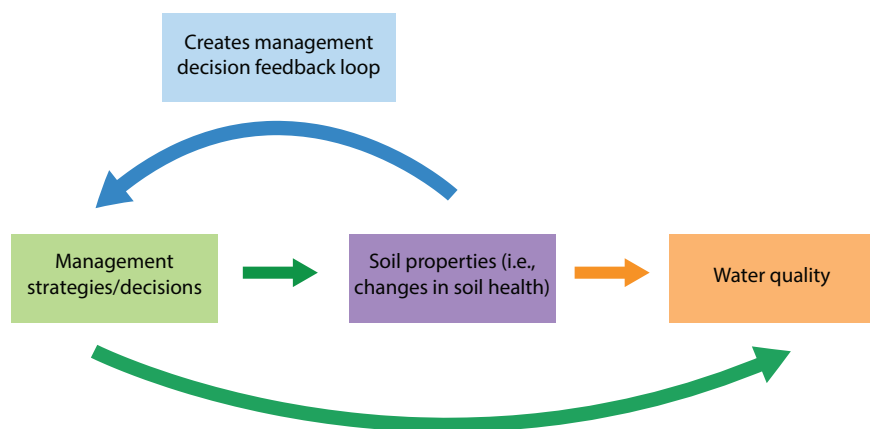 Creates management
decision feedback loop
Management
strategies/decisions
Soil properties (i.e.,
changes in soil health)
Water quality